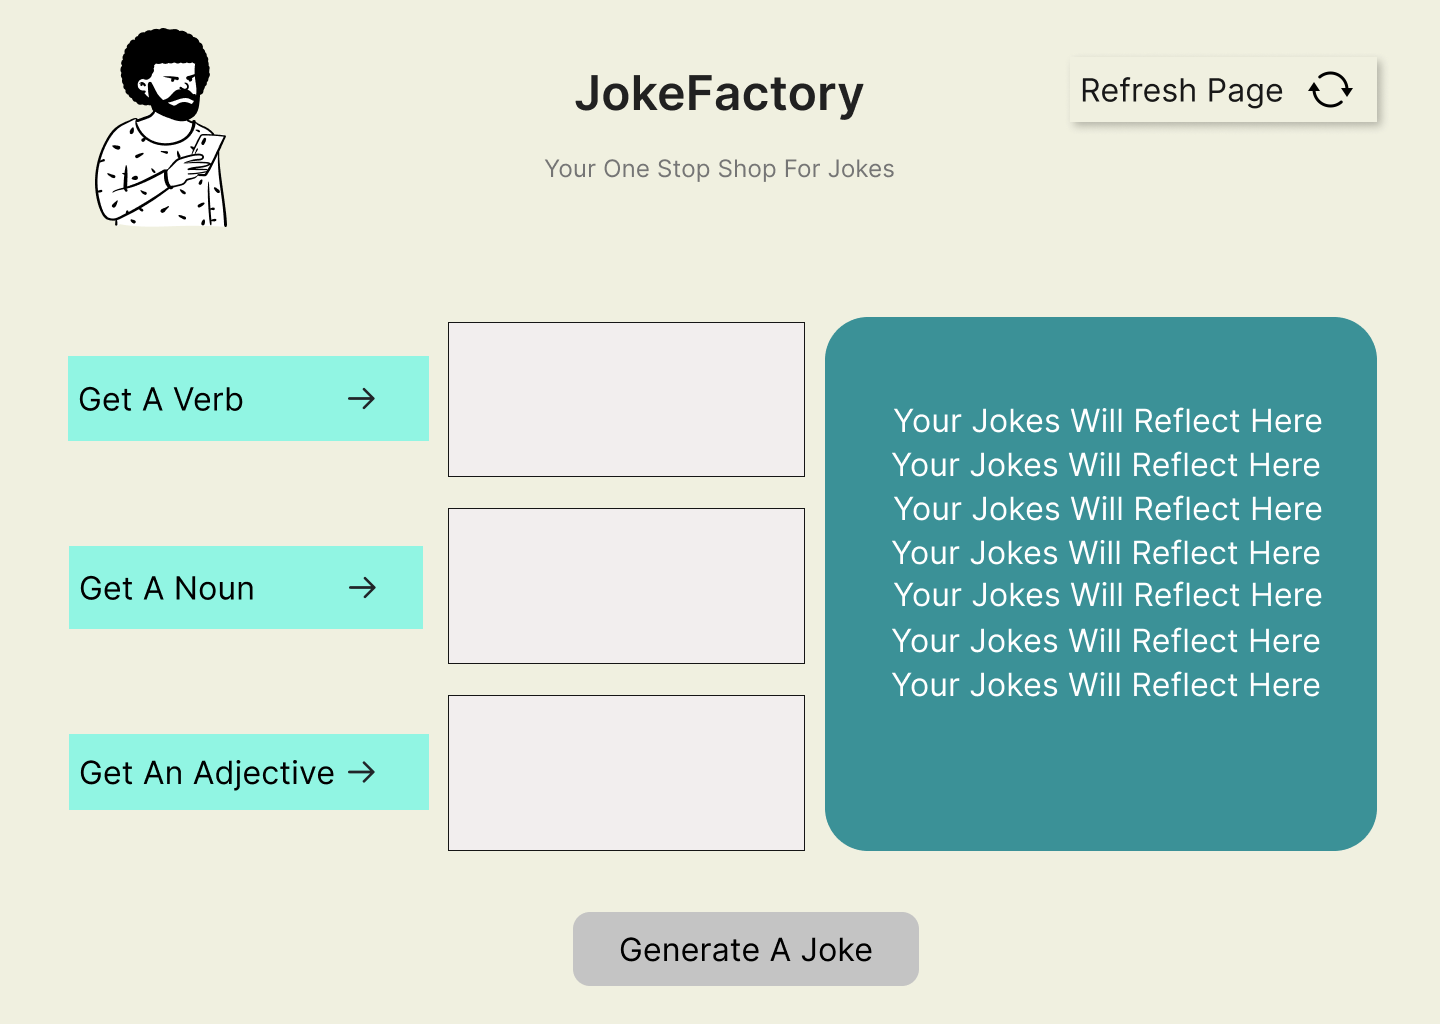 JokeFactory
Refresh Page
Your One Stop Shop For Jokes
Get A Verb
Get A Noun
Get An Adjective
Your Jokes Will Reflect Here
Your Jokes Will Reflect Here
Your Jokes Will Reflect Here
Your Jokes Will Reflect Here
Your Jokes Will Reflect Here
Your Jokes Will Reflect Here
Your Jokes Will Reflect Here
Generate A Joke